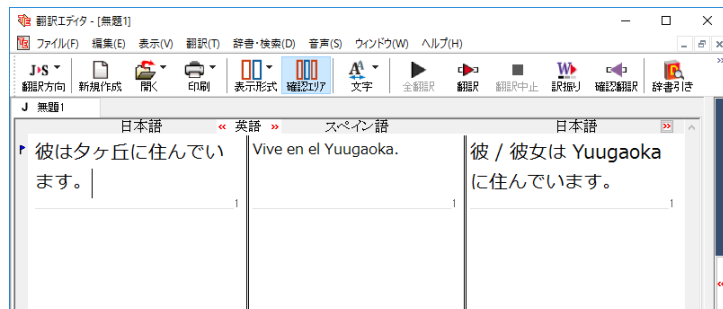 翻訳エディタ - [無題1]
ファイル(F) 編集(E) 表示(V) 翻訳(T) 辞書・検索(D) 音声(S) ウィンドウ(W) ヘルプ(H)
J▸S
翻訳方向 新規作成 開く 印刷 表示形式 確認エリア 文字 全翻訳 翻訳 翻訳中止 訳振り 確認翻訳 辞書引き
J 無題1
日本語 « 英語 » スペイン語 日本語 »
彼は夕ヶ丘に住んでい
ます。
1
Vive en el Yuugaoka.
1
彼 / 彼女は Yuugaoka
に住んでいます。
1